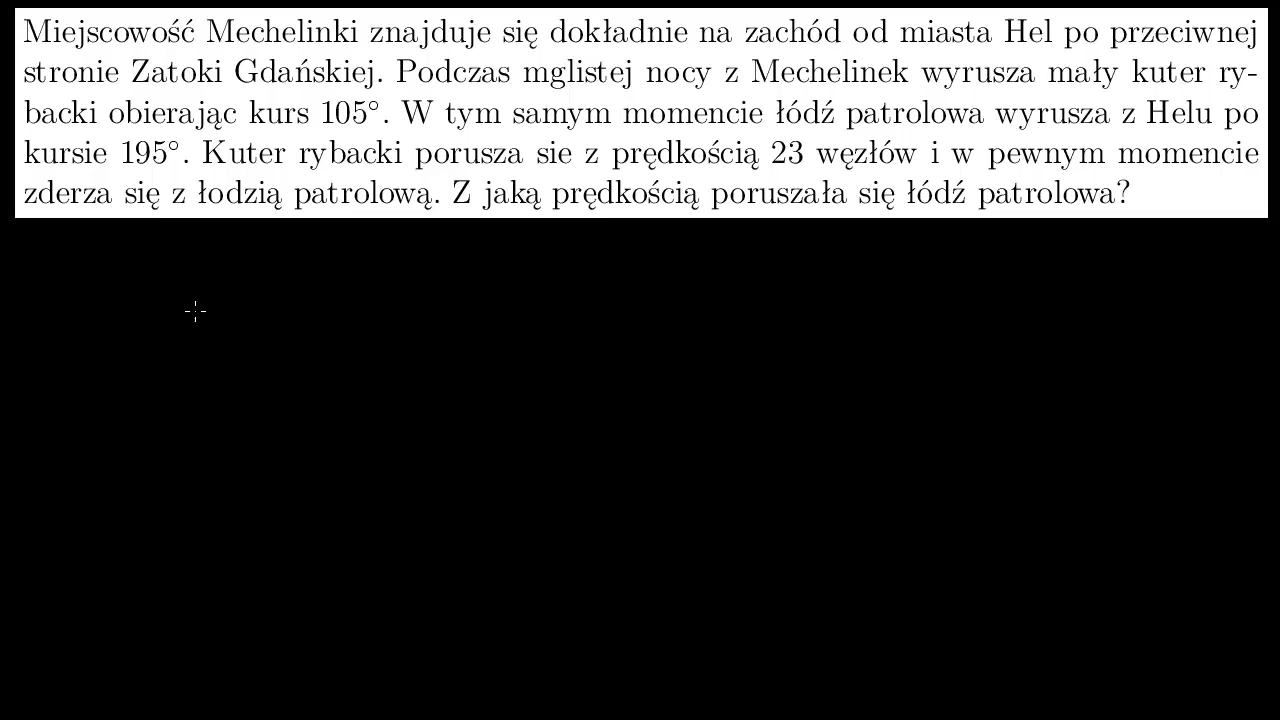 Miejscowość Mechelinki znajduje się dokładnie na zachód od miasta Hel po przeciwnej
stronie Zatoki Gdańskiej. Podczas mglistej nocy z Mechelinek wyrusza mały kuter ry-
backi obierając kurs 105°. W tym samym momencie łódź patrolowa wyrusza z Helu po
kursie 195°. Kuter rybacki porusza sie z prędkością 23 węzłów i w pewnym momencie
zderza się z łodzią patrolową. Z jaką prędkością poruszała się łódź patrolowa?